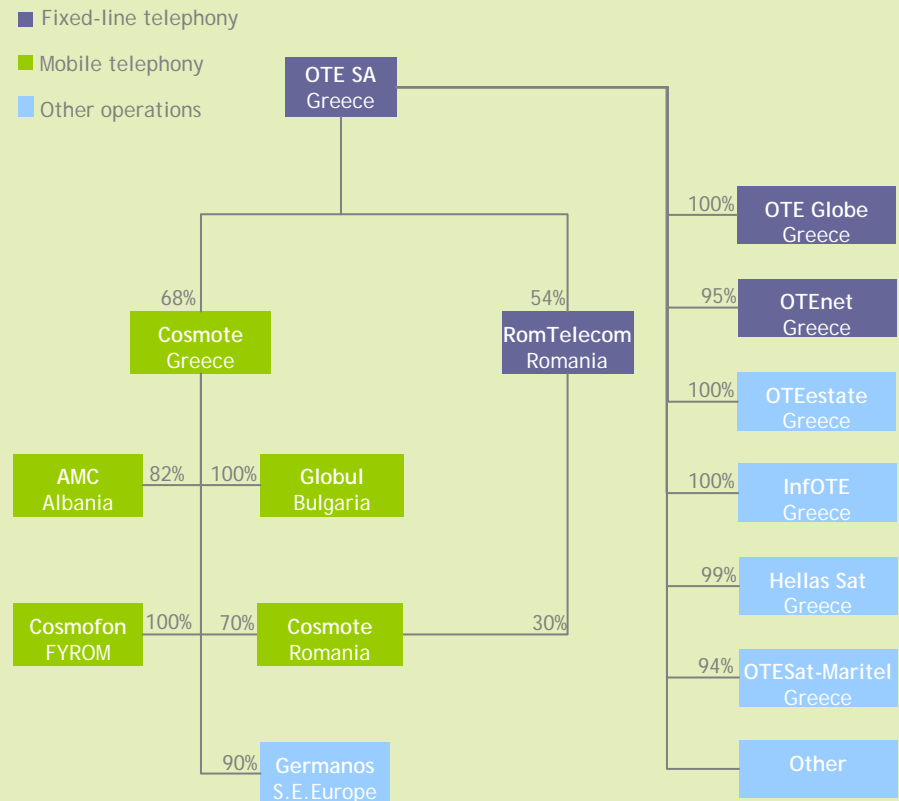 Fixed-line telephony
Mobile telephony
Other operations
OTE SA
Greece
100%
OTE Globe
Greece
68%
54%
95%
OTEnet
Greece
Cosmote
Greece
RomTelecom
Romania
100%
OTEestate
Greece
AMC
Albania
82%
100%
Globul
Bulgaria
100%
InfOTE
Greece
99%
Hellas Sat
Greece
Cosmofon
FYROM
100%
70%
Cosmote
Romania
30%
94%
OTESat-Maritel
Greece
90%
Germanos
S.E.Europe
Other